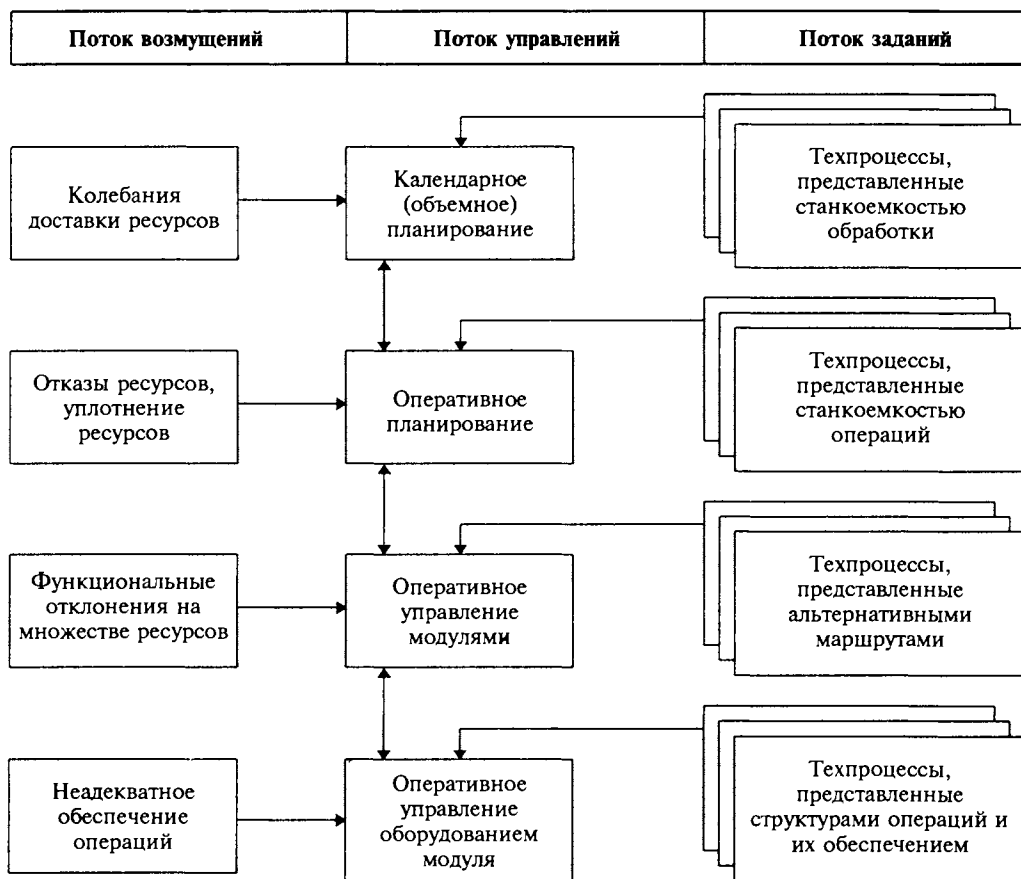 Поток возмущений
Поток управлений
Поток заданий
Колебания
доставки ресурсов
Календарное
(объемное)
планирование
Техпроцессы,
представленные
станкоемкостью
обработки
Отказы ресурсов,
уплотнение
ресурсов
Оперативное
планирование
Техпроцессы,
представленные
станкоемкостью
операций
Функциональные
отклонения на
множестве ресурсов
Оперативное
управление
модулями
Техпроцессы,
представленные
альтернативными
маршрутами
Неадекватное
обеспечение
операций
Оперативное
управление
оборудованием
модуля
Техпроцессы,
представленные
структурами операций и
их обеспечением